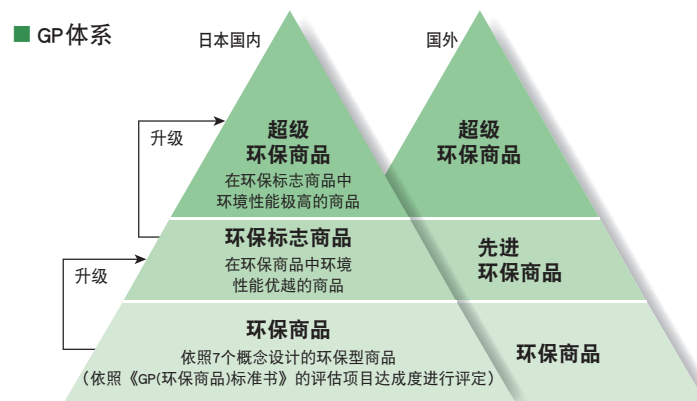 GP体系
日本国内
国外
升级
超级
环保商品
在环保标志商品中
环境性能极高的商品
超级
环保商品
升级
环保标志商品
在环保商品中环境
性能优越的商品
先进
环保商品
环保商品
依照7个概念设计的环保型商品
（依照《GP(环保商品)标准书》的评估项目达成度进行评定）
环保商品